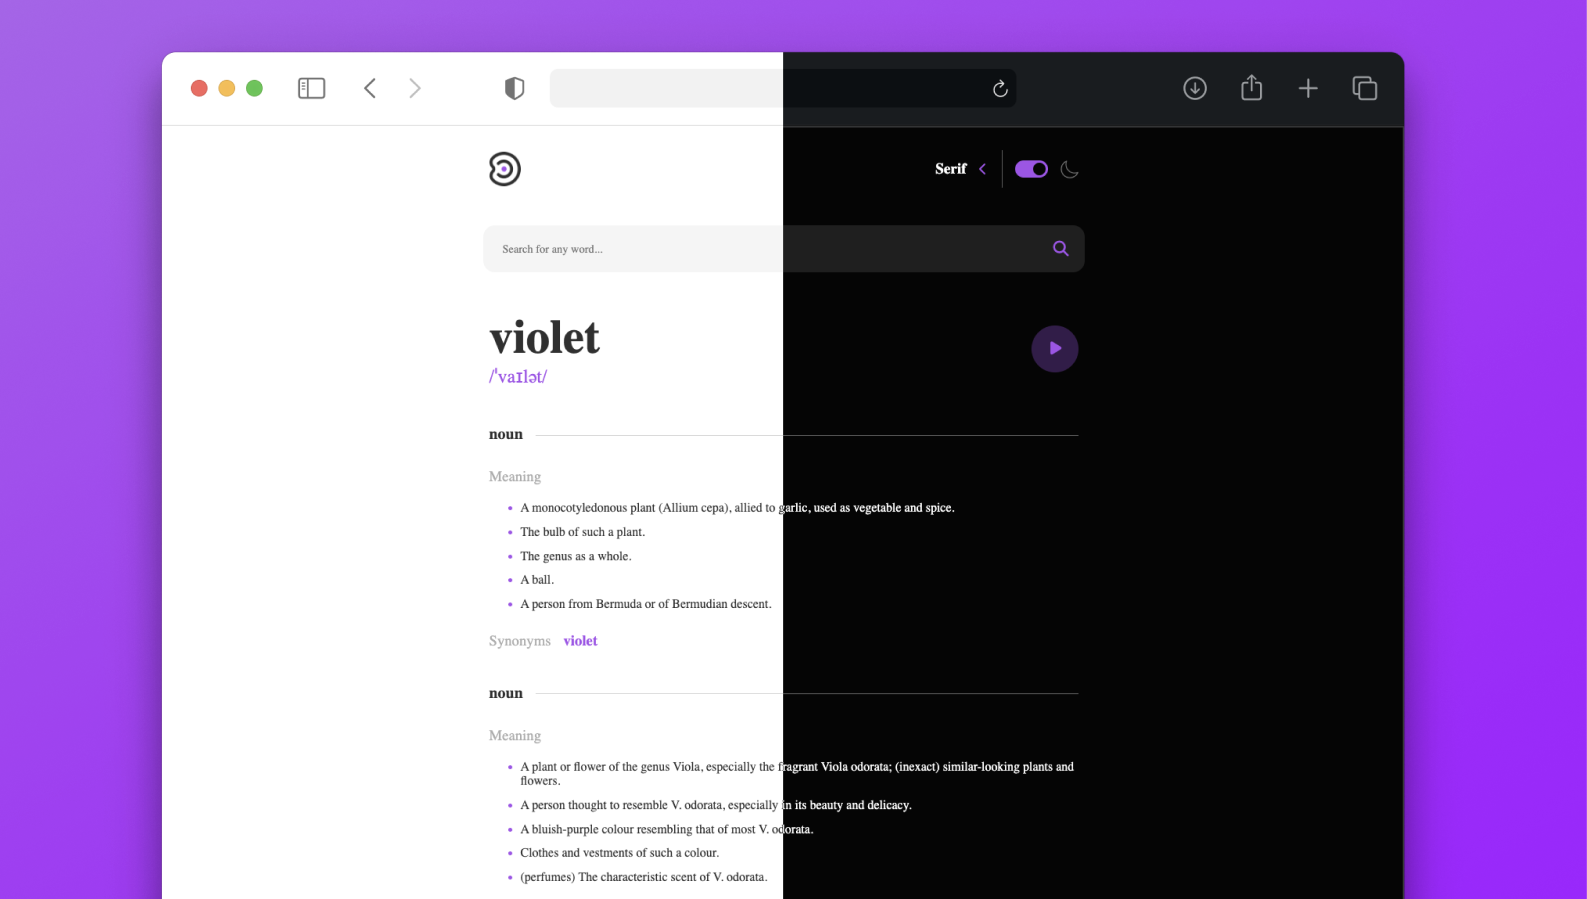 Serif
Search for any word...
violet
/ˈvaɪlət/
noun
Meaning
A monocotyledonous plant (Allium cepa), allied to garlic, used as vegetable and spice.
The bulb of such a plant.
The genus as a whole.
A ball.
A person from Bermuda or of Bermudian descent.
Synonyms violet
noun
Meaning
A plant or flower of the genus Viola, especially the fragrant Viola odorata; (inexact) similar-looking plants and
flowers.
A person thought to resemble V. odorata, especially in its beauty and delicacy.
A bluish-purple colour resembling that of most V. odorata.
Clothes and vestments of such a colour.
(perfumes) The characteristic scent of V. odorata.